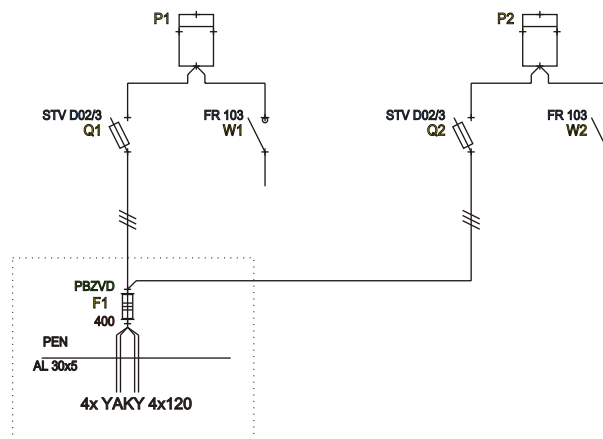 P1
P2
STV D02/3
Q1
FR 103
W1
STV D02/3
Q2
FR 103
W2
PBZVD
F1
400
PEN
AL 30x5
4x YAKY 4x120